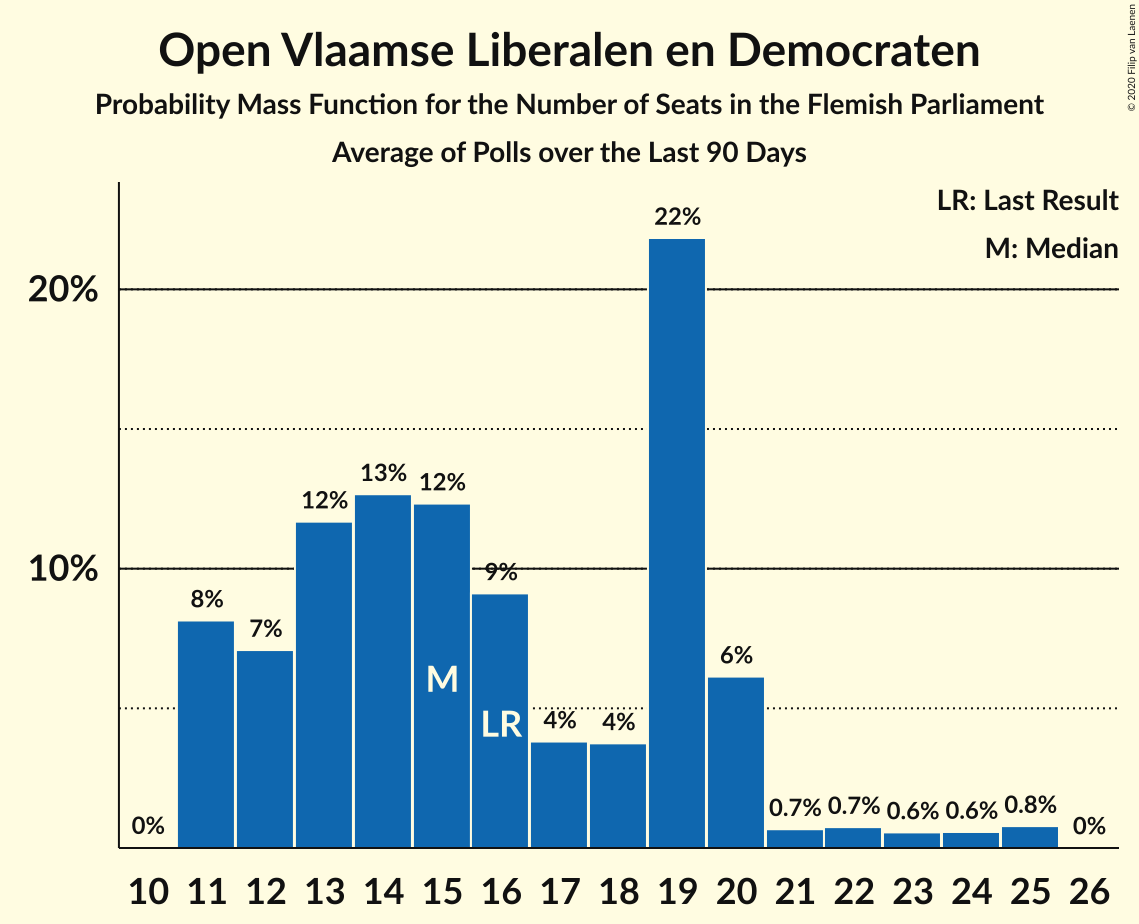 Open Vlaamse Liberalen en Democraten
Probability Mass Function for the Number of Seats in the Flemish Parliament
Average of Polls over the Last 90 Days
© 2020 Filip van Laenen
LR: Last Result
M: Median
20%
10%
0%
8%
7%
12%
13%
12%
9%
4%
4%
22%
6%
0.7%
0.7%
0.6%
0.6%
0.8%
0%
M
LR
10 11 12 13 14 15 16 17 18 19 20 21 22 23 24 25 26